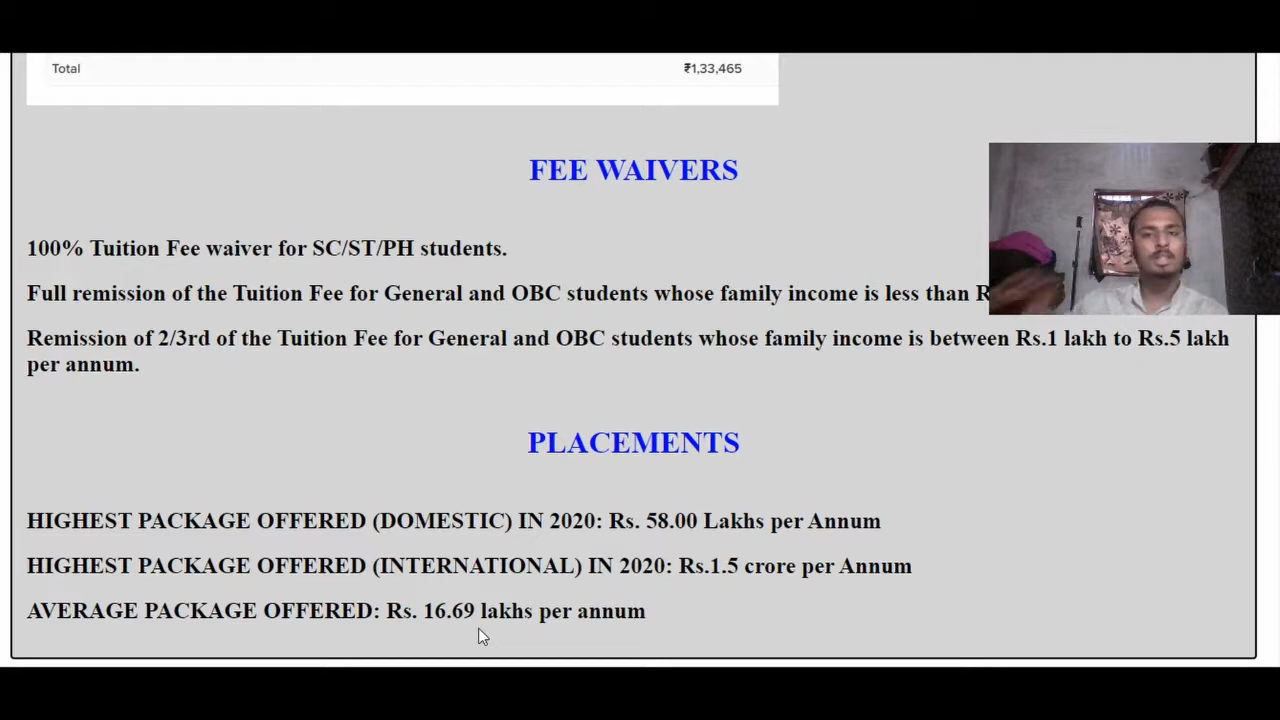 Total ₹1,33,465
FEE WAIVERS
100% Tuition Fee waiver for SC/ST/PH students.
Full remission of the Tuition Fee for General and OBC students whose family income is less than
Remission of 2/3rd of the Tuition Fee for General and OBC students whose family income is between Rs.1 lakh to Rs.5 lakh
per annum.
PLACEMENTS
HIGHEST PACKAGE OFFERED (DOMESTIC) IN 2020: Rs. 58.00 Lakhs per Annum
HIGHEST PACKAGE OFFERED (INTERNATIONAL) IN 2020: Rs.1.5 crore per Annum
AVERAGE PACKAGE OFFERED: Rs. 16.69 lakhs per annum